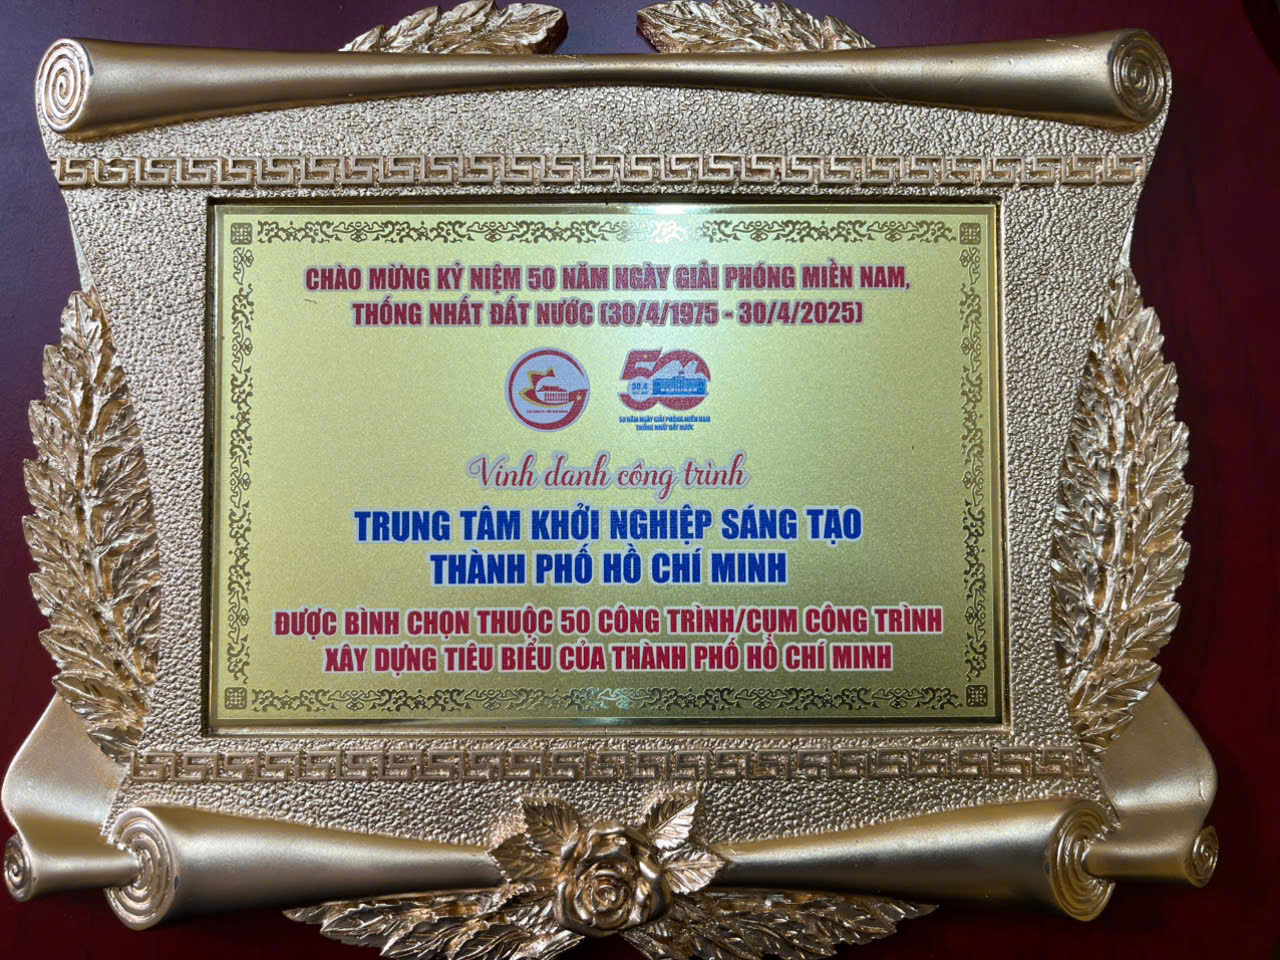 CHÀO MỪNG KỶ NIỆM 50 NĂM NGÀY GIẢI PHÓNG MIỀN NAM,
THỐNG NHẤT ĐẤT NƯỚC (30/4/1975 - 30/4/2025)
50
30.4
50 NĂM NGÀY GIẢI PHÓNG MIỀN NAM
THỐNG NHẤT ĐẤT NƯỚC
Vinh danh công trình
TRUNG TÂM KHỞI NGHIỆP SÁNG TẠO
THÀNH PHỐ HỒ CHÍ MINH
ĐƯỢC BÌNH CHỌN THUỘC 50 CÔNG TRÌNH/CỤM CÔNG TRÌNH
XÂY DỰNG TIÊU BIỂU CỦA THÀNH PHỐ HỒ CHÍ MINH